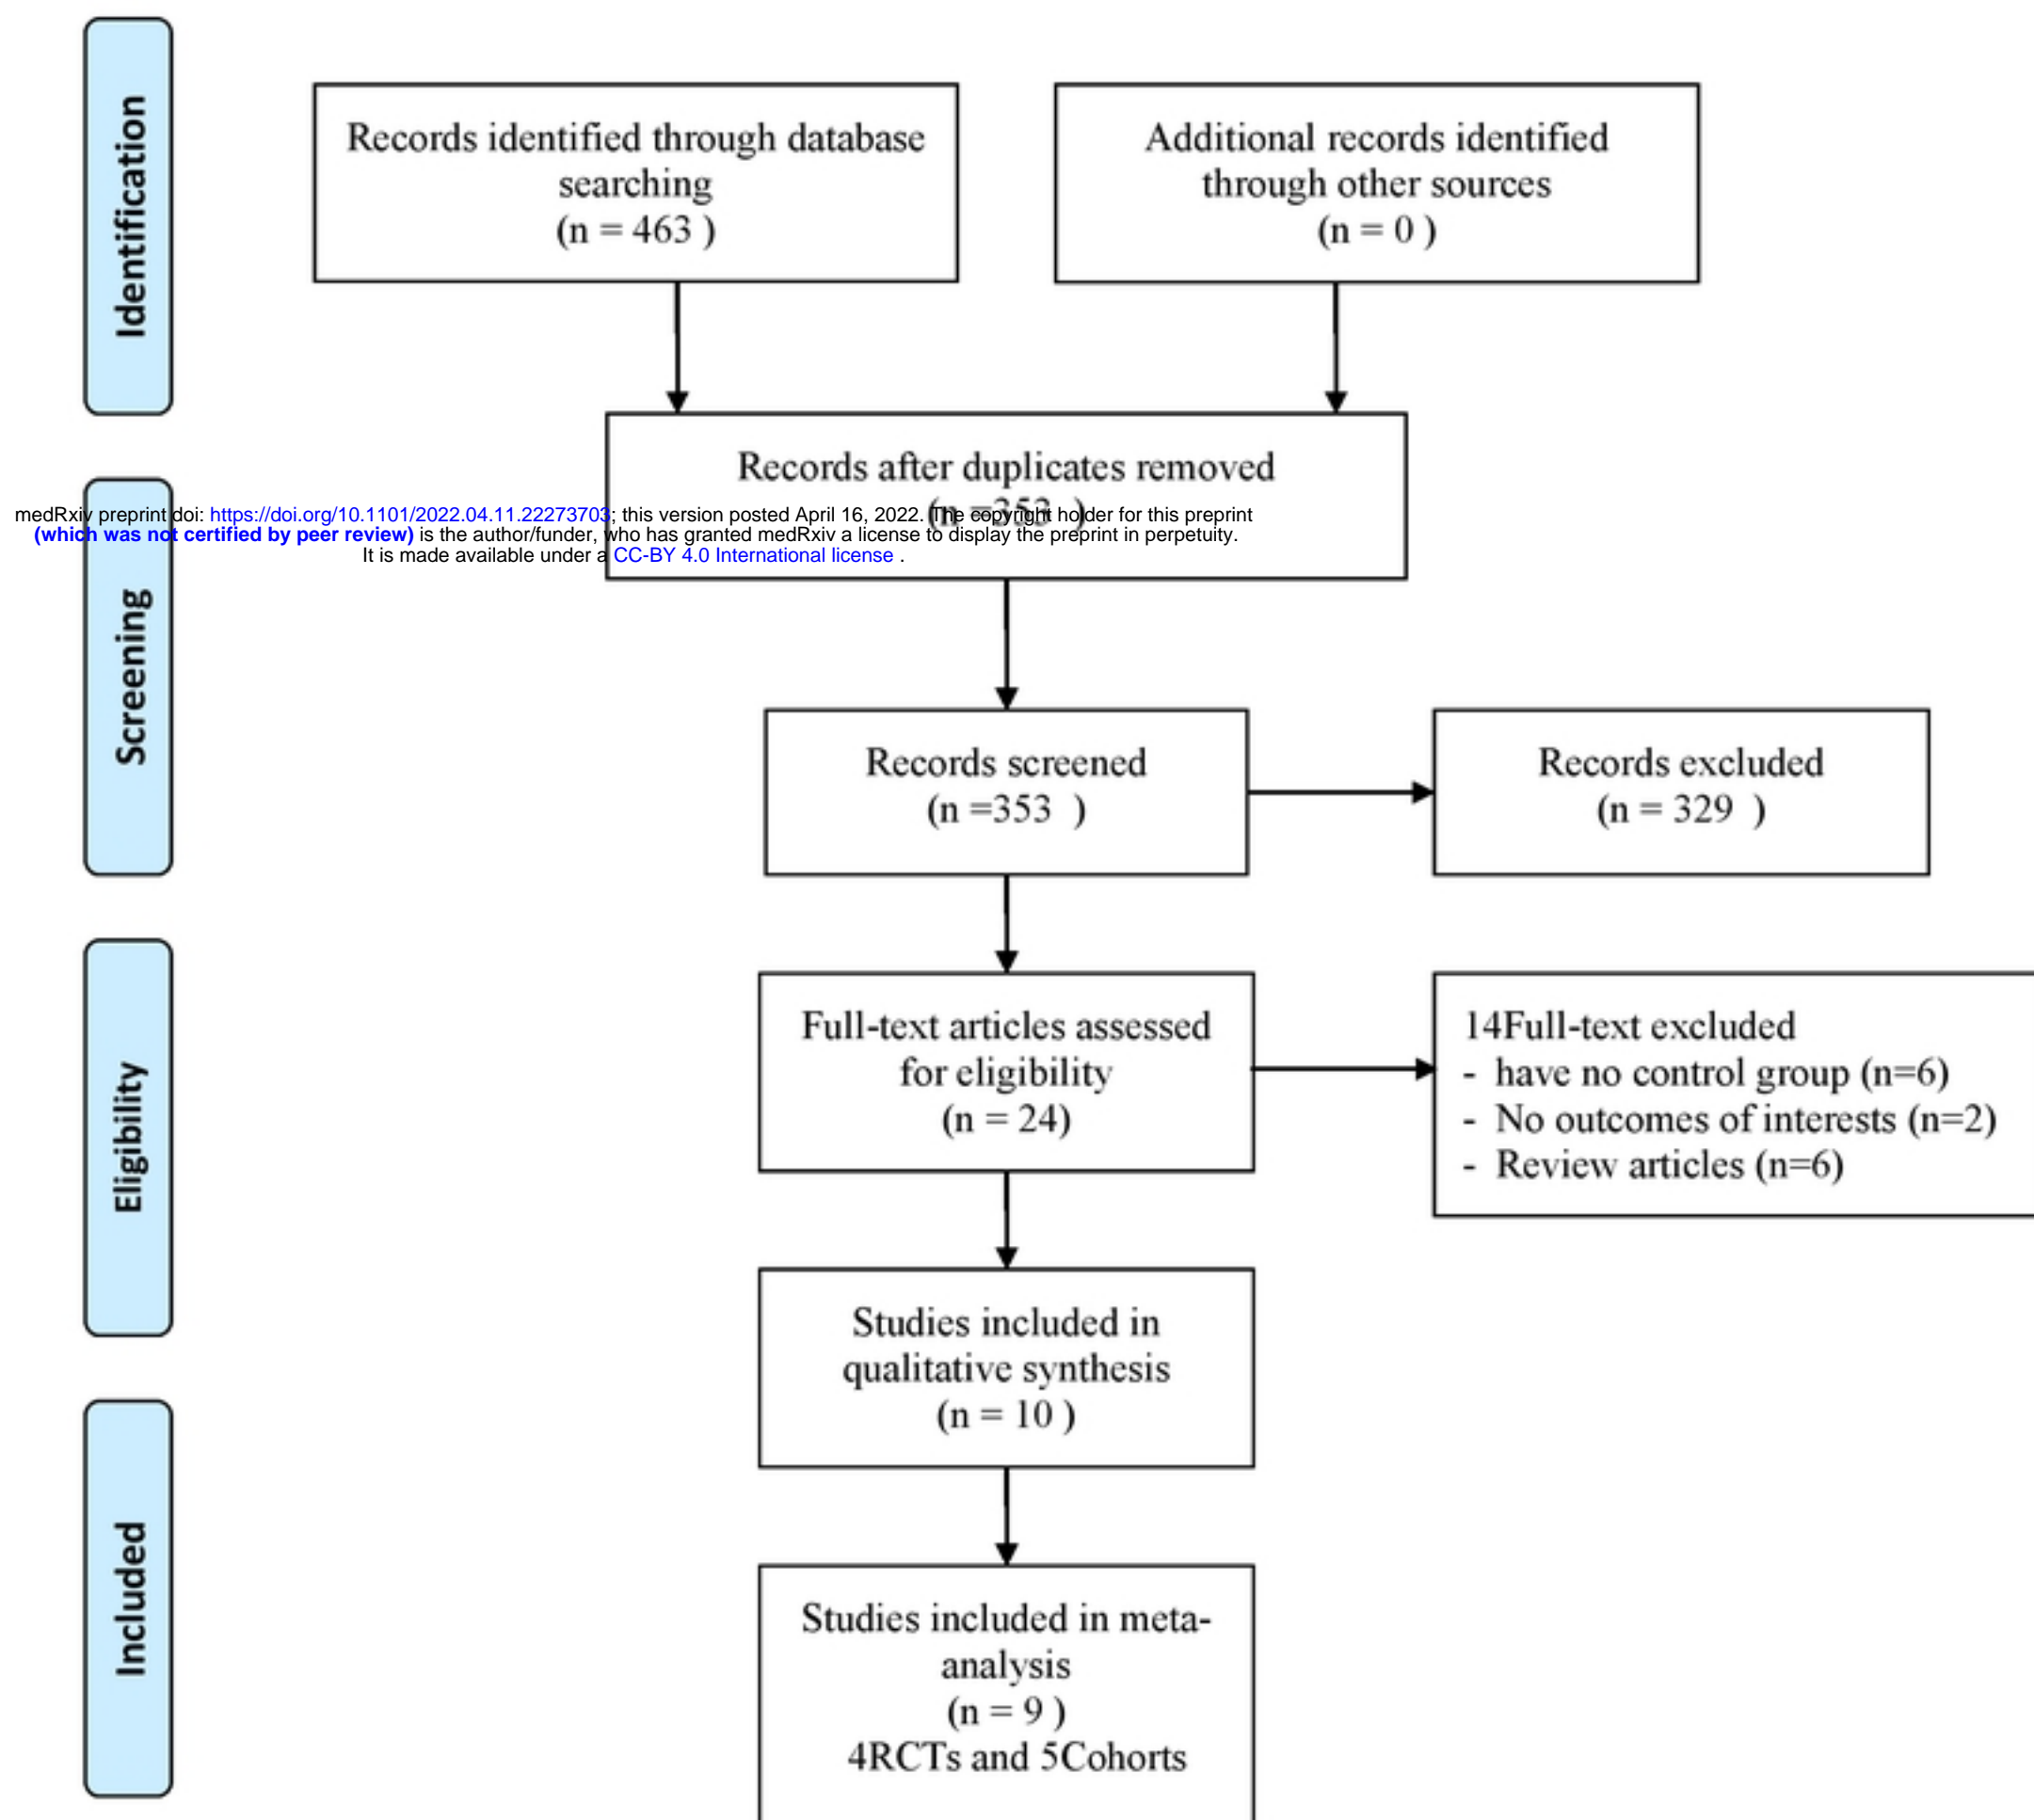 Identification
Records identified through database
searching
(n = 463 )
Additional records identified
through other sources
(n = 0 )
Records after duplicates removed
(n =353 )
medRxiv preprint doi: https://doi.org/10.1101/2022.04.11.22273703; this version posted April 16, 2022. The copyright holder for this preprint
(which was not certified by peer review) is the author/funder, who has granted medRxiv a license to display the preprint in perpetuity.
It is made available under a CC-BY 4.0 International license .
Screening
Records screened
(n =353 )
Records excluded
(n = 329 )
Eligibility
Full-text articles assessed
for eligibility
(n = 24)
14Full-text excluded
- have no control group (n=6)
- No outcomes of interests (n=2)
- Review articles (n=6)
Studies included in
qualitative synthesis
(n = 10 )
Included
Studies included in meta-
analysis
(n = 9 )
4RCTs and 5Cohorts